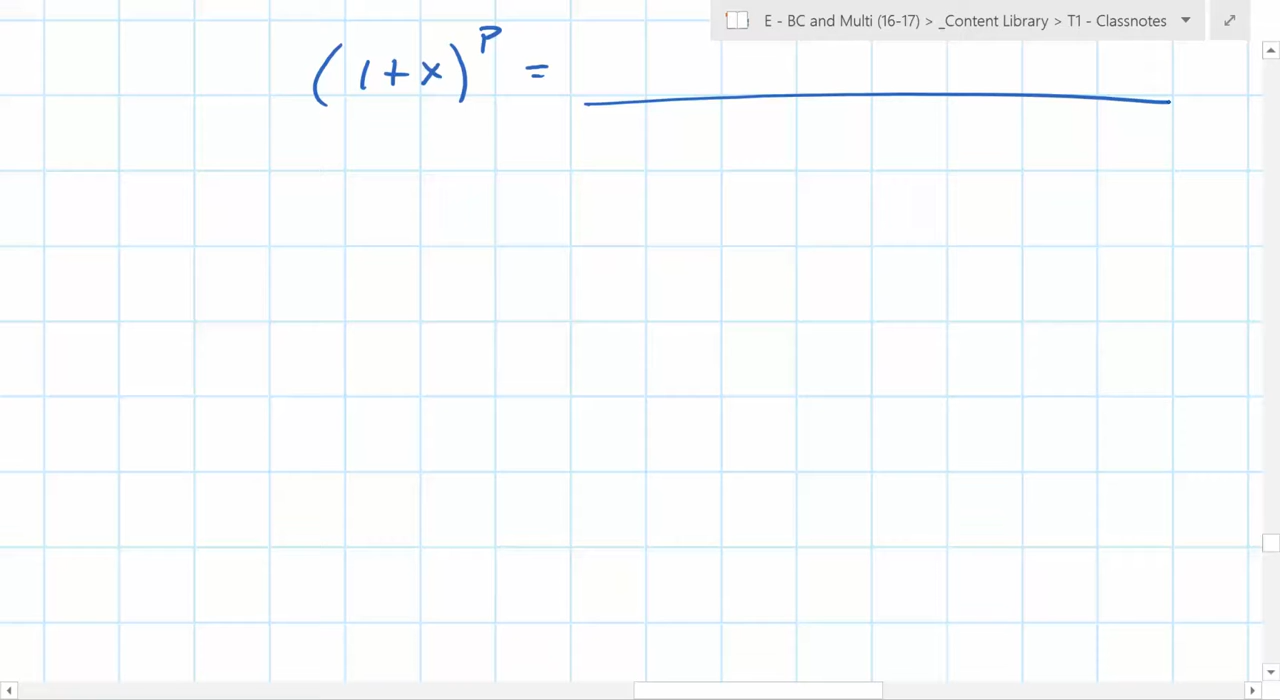 E - BC and Multi (16-17) > _Content Library > T1 - Classnotes
(1+x)^P =